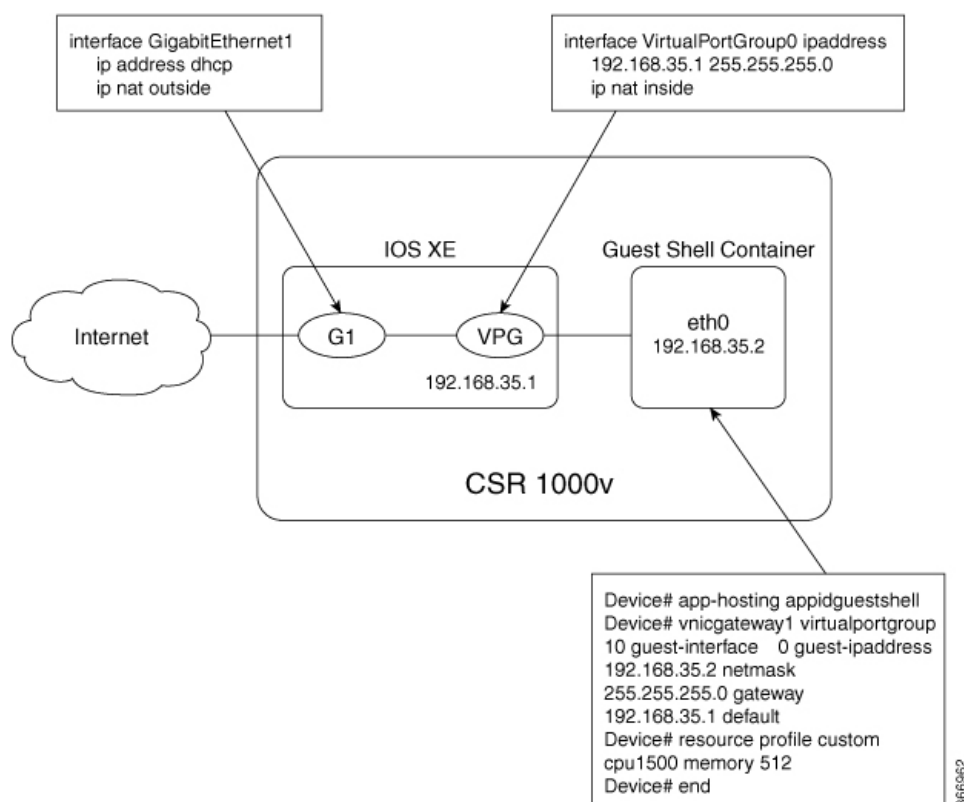 interface GigabitEthernet1
ip address dhcp
ip nat outside
interface VirtualPortGroup0 ipaddress
192.168.35.1 255.255.255.0
ip nat inside
IOS XE
Guest Shell Container
Internet
G1
VPG
192.168.35.1
eth0
192.168.35.2
CSR 1000v
Device# app-hosting appidguestshell
Device# vnicgateway1 virtualportgroup
10 guest-interface 0 guest-ipaddress
192.168.35.2 netmask
255.255.255.0 gateway
192.168.35.1 default
Device# resource profile custom
cpu1500 memory 512
Device# end